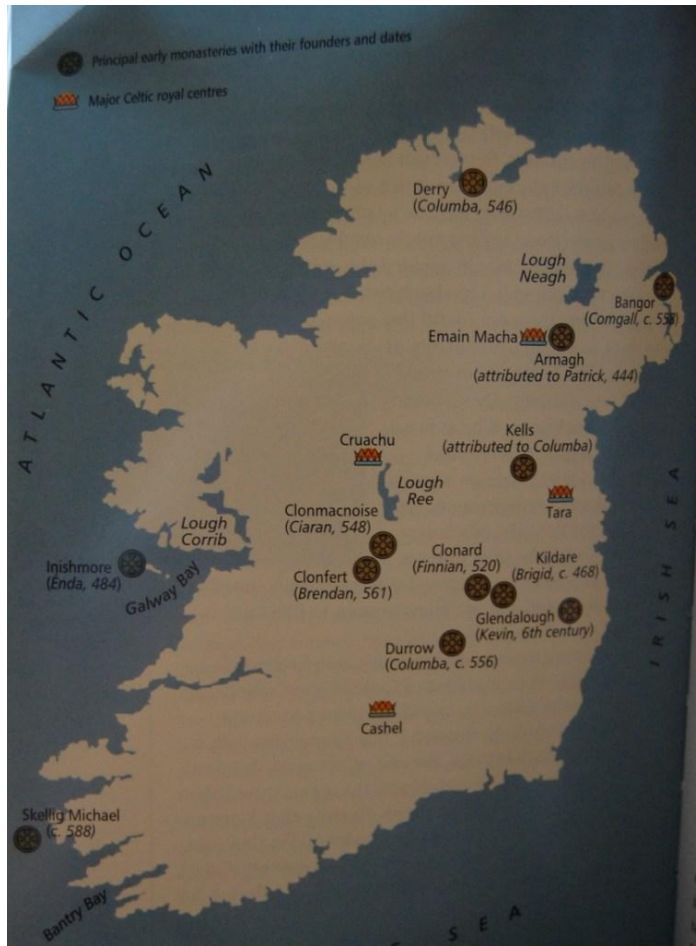 Principal early monasteries with their founders and dates
Major Celtic royal centres
ATLANTIC OCEAN
Derry
(Columba, 546)
Lough
Neagh
Bangor
(Comgall, c. 558)
Emain Macha
Armagh
(attributed to Patrick, 444)
Kells
(attributed to Columba)
Cruachu
Lough
Ree
Tara
Clonmacnoise
(Ciaran, 548)
Lough
Corrib
Clonard
(Finnian, 520)
Kildare
(Brigid, c. 468)
Inishmore
(Enda, 484)
Clonfert
(Brendan, 561)
Galway Bay
Glendalough
(Kevin, 6th century)
IRISH SEA
Durrow
(Columba, c. 556)
Cashel
Skellig Michael
(c. 588)
Bantry Bay
SEA